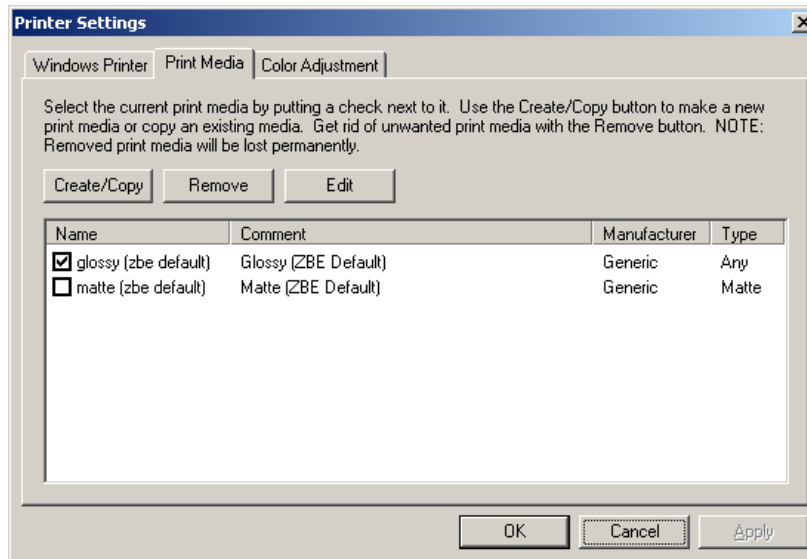 Printer Settings
Windows Printer Print Media Color Adjustment
Select the current print media by putting a check next to it.  Use the Create/Copy button to make a new
print media or copy an existing media.  Get rid of unwanted print media with the Remove button.  NOTE:
Removed print media will be lost permanently.
Create/Copy Remove Edit
Name Comment Manufacturer Type
glossy (zbe default) Glossy (ZBE Default) Generic Any
matte (zbe default) Matte (ZBE Default) Generic Matte
OK Cancel Apply